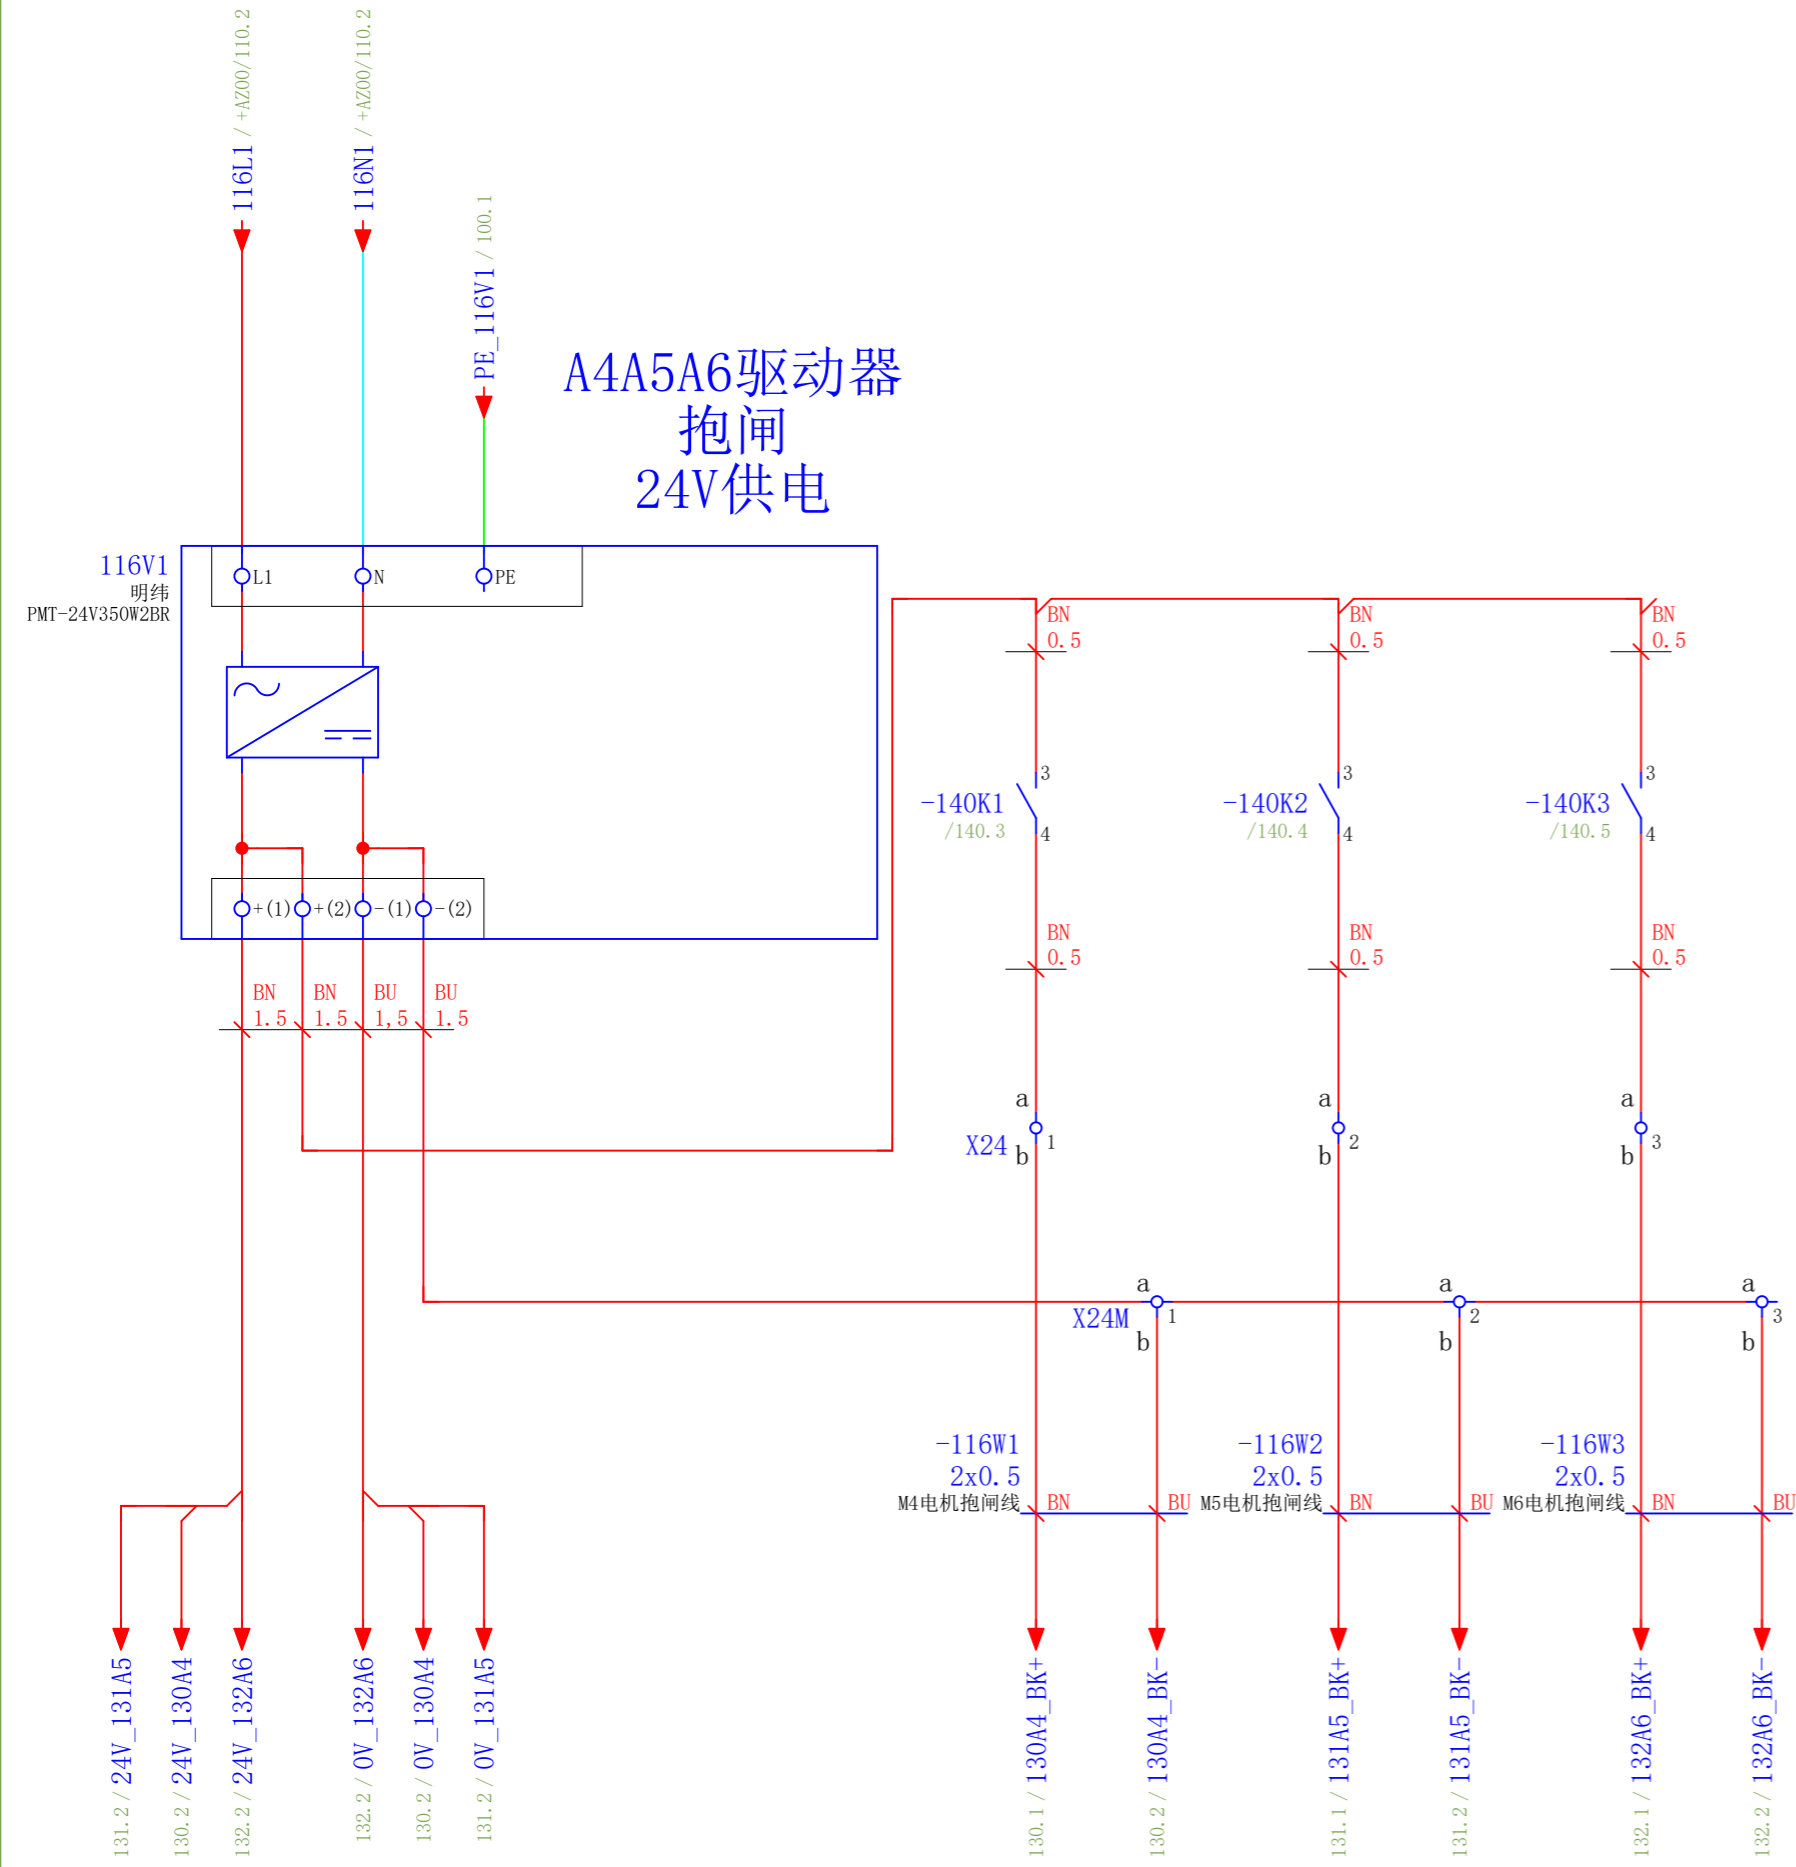 116L1 / +AZ00/110.2
116N1 / +AZ00/110.2
PE_116V1 / 100.1
A4A5A6驱动器
抱闸
24V供电
116V1
明纬
PMT-24V350W2BR
L1
N
PE
BN
0.5
BN
0.5
BN
0.5
-140K1
/140.3
3
4
-140K2
/140.4
3
4
-140K3
/140.5
3
4
+(1)
+(2)
-(1)
-(2)
BN
1.5
BN
1.5
BU
1,5
BU
1.5
BN
0.5
BN
0.5
BN
0.5
X24
a
b
1
a
b
2
a
b
3
X24M
a
b
1
a
b
2
a
b
3
-116W1
2x0.5
M4电机抱闸线
BN
BU
-116W2
2x0.5
M5电机抱闸线
BN
BU
-116W3
2x0.5
M6电机抱闸线
BN
BU
131.2 / 24V_131A5
130.2 / 24V_130A4
132.2 / 24V_132A6
132.2 / 0V_132A6
130.2 / 0V_130A4
131.2 / 0V_131A5
130.1 / 130A4_BK+
130.2 / 130A4_BK-
131.1 / 131A5_BK+
131.2 / 131A5_BK-
132.1 / 132A6_BK+
132.2 / 132A6_BK-